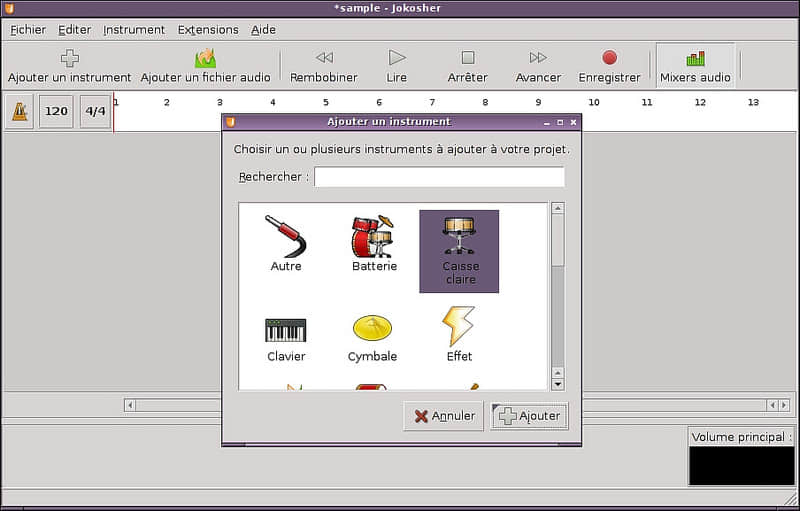 *sample - Jokosher
Fichier Editer Instrument Extensions Aide
Ajouter un instrument Ajouter un fichier audio Rembobiner Lire Arrêter Avancer Enregistrer Mixers audio
120 4/4 1 2 3 4 5 6 7 8 9 10 11 12 13
Ajouter un instrument
Choisir un ou plusieurs instruments à ajouter à votre projet.
Rechercher :
Autre Batterie Caisse
claire
Clavier Cymbale Effet
Annuler Ajouter
Volume principal :